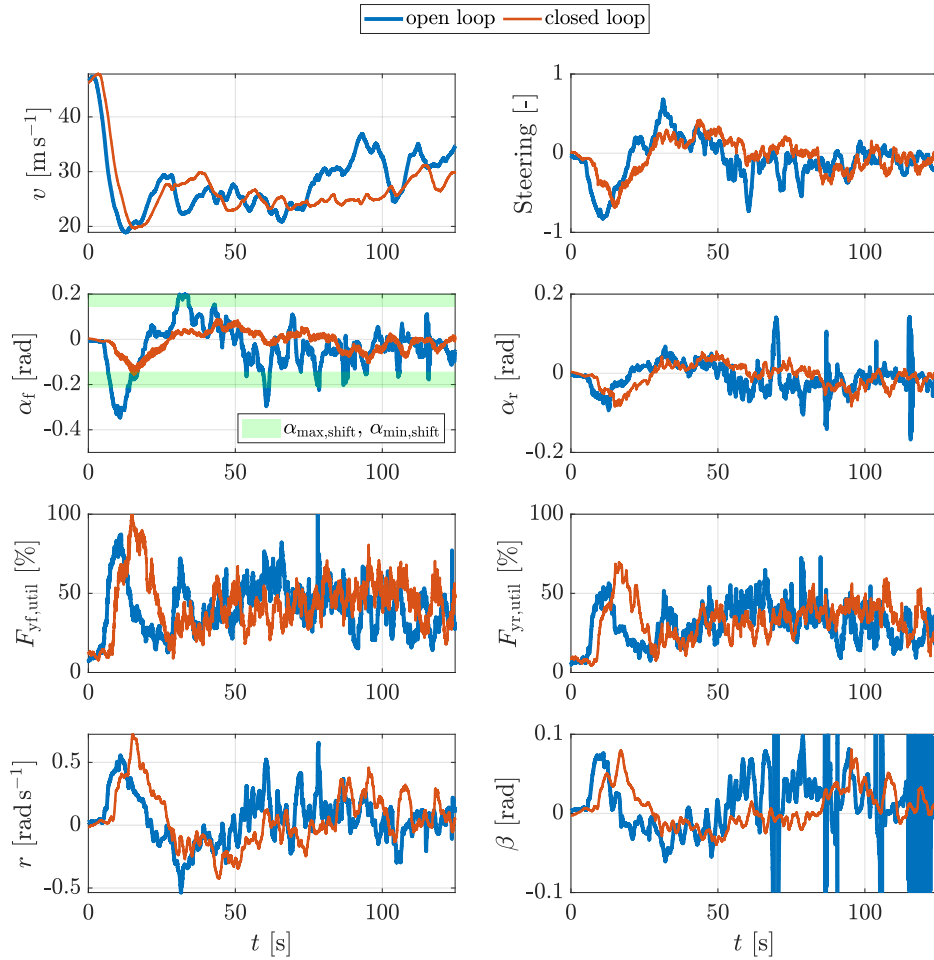 open loop closed loop
v [m s⁻¹]
40
30
20
0 50 100
Steering [-]
1
0
-1
0 50 100
α_f [rad]
0.2
0
-0.2
-0.4
α_max,shift, α_min,shift
0 50 100
α_r [rad]
0.2
0
-0.2
0 50 100
F_yf,util [%]
100
50
0
0 50 100
F_yr,util [%]
100
50
0
0 50 100
r [rad s⁻¹]
0.5
0
-0.5
0 50 100
t [s]
β [rad]
0.1
0
-0.1
0 50 100
t [s]